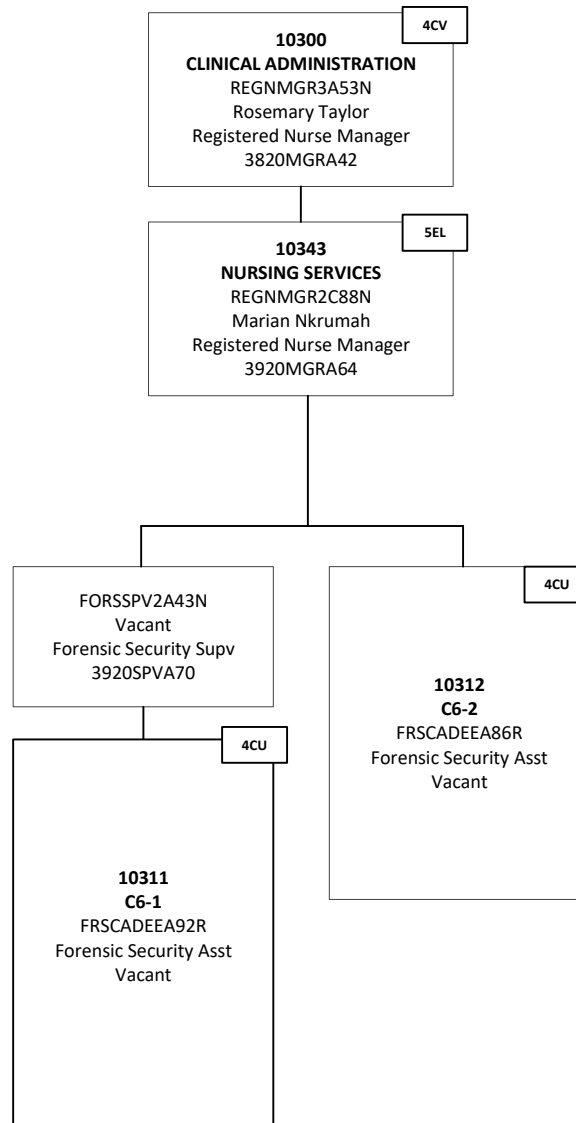 4CV
10300
CLINICAL ADMINISTRATION
REGNMGR3A53N
Rosemary Taylor
Registered Nurse Manager
3820MGRA42
5EL
10343
NURSING SERVICES
REGNMGR2C88N
Marian Nkrumah
Registered Nurse Manager
3920MGRA64
FORSSPV2A43N
Vacant
Forensic Security Supv
3920SPVA70
4CU
10312
C6-2
FRSCADEEA86R
Forensic Security Asst
Vacant
4CU
10311
C6-1
FRSCADEEA92R
Forensic Security Asst
Vacant